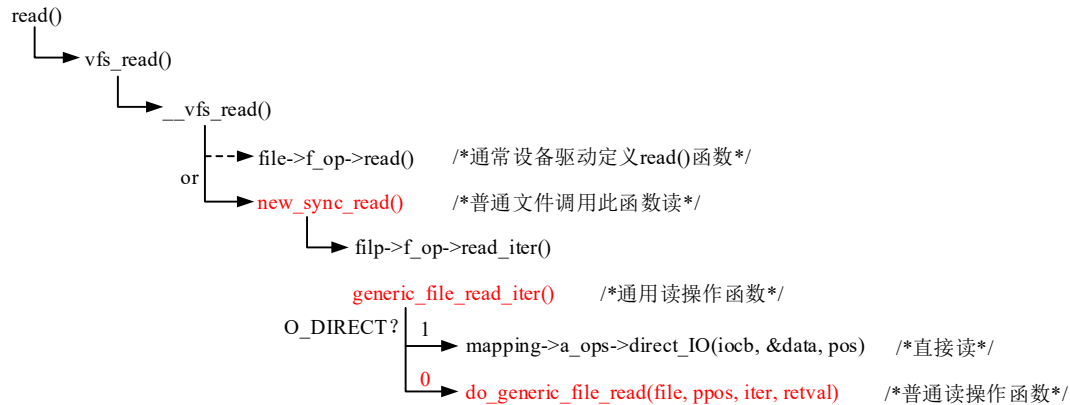 read()
vfs_read()
__vfs_read()
file->f_op->read() /*通常设备驱动定义read()函数*/
or
new_sync_read() /*普通文件调用此函数读*/
filp->f_op->read_iter()
generic_file_read_iter() /*通用读操作函数*/
O_DIRECT?
1 mapping->a_ops->direct_IO(iocb, &data, pos) /*直接读*/
0 do_generic_file_read(file, ppos, iter, retval) /*普通读操作函数*/